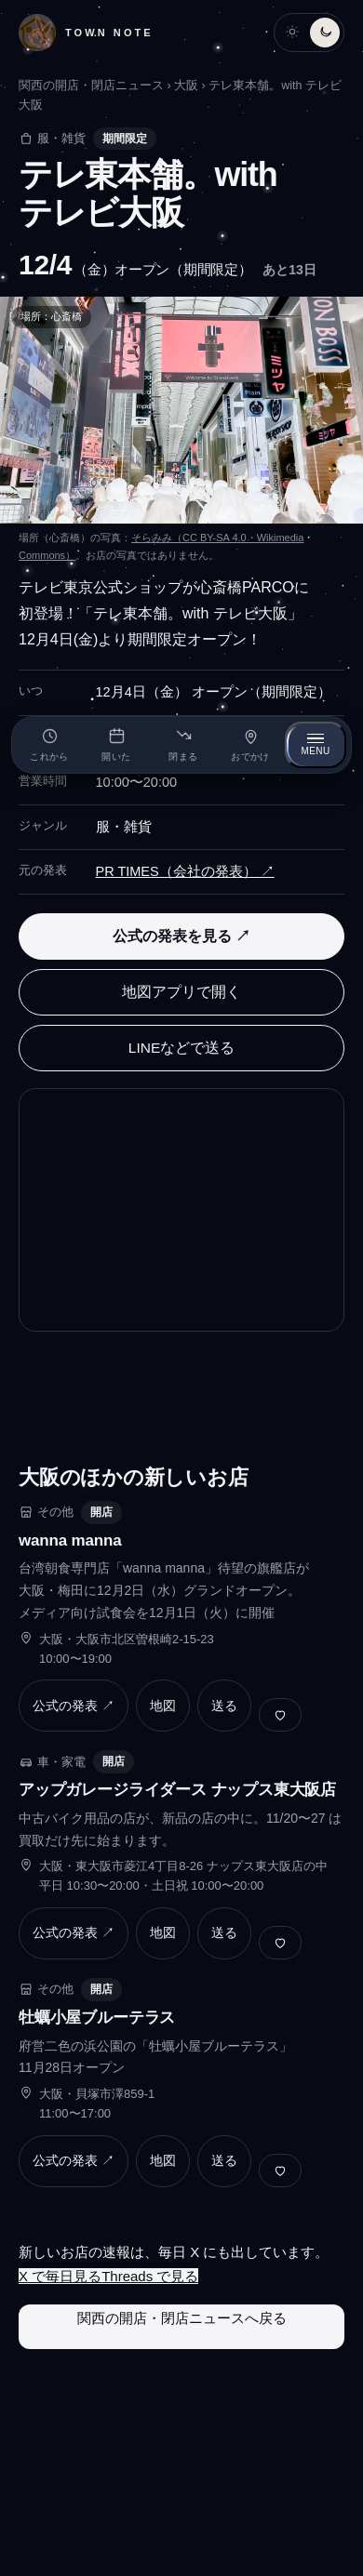 TOWN NOTE
関西の開店・閉店ニュース › 大阪 › テレ東本舗。with テレビ
大阪
服・雑貨 期間限定
テレ東本舗。with
テレビ大阪
12/4（金）オープン（期間限定） あと13日
場所：心斎橋
ミツヤ
ミツヤ
場所（心斎橋）の写真：そらみみ（CC BY-SA 4.0・Wikimedia
Commons）。お店の写真ではありません。
テレビ東京公式ショップが心斎橋PARCOに
初登場！「テレ東本舗。with テレビ大阪」
12月4日(金)より期間限定オープン！
いつ 12月4日（金） オープン（期間限定）
これから 開いた 閉まる おでかけ MENU
営業時間 10:00〜20:00
ジャンル 服・雑貨
元の発表 PR TIMES（会社の発表） ↗
公式の発表を見る ↗
地図アプリで開く
LINEなどで送る
大阪のほかの新しいお店
その他 開店
wanna manna
台湾朝食専門店「wanna manna」待望の旗艦店が
大阪・梅田に12月2日（水）グランドオープン。
メディア向け試食会を12月1日（火）に開催
大阪・大阪市北区曽根崎2-15-23
10:00〜19:00
公式の発表 ↗ 地図 送る
車・家電 開店
アップガレージライダース ナップス東大阪店
中古バイク用品の店が、新品の店の中に。11/20〜27 は
買取だけ先に始まります。
大阪・東大阪市菱江4丁目8-26 ナップス東大阪店の中
平日 10:30〜20:00・土日祝 10:00〜20:00
公式の発表 ↗ 地図 送る
その他 開店
牡蠣小屋ブルーテラス
府営二色の浜公園の「牡蠣小屋ブルーテラス」
11月28日オープン
大阪・貝塚市澤859-1
11:00〜17:00
公式の発表 ↗ 地図 送る
新しいお店の速報は、毎日 X にも出しています。
X で毎日見るThreads で見る
関西の開店・閉店ニュースへ戻る